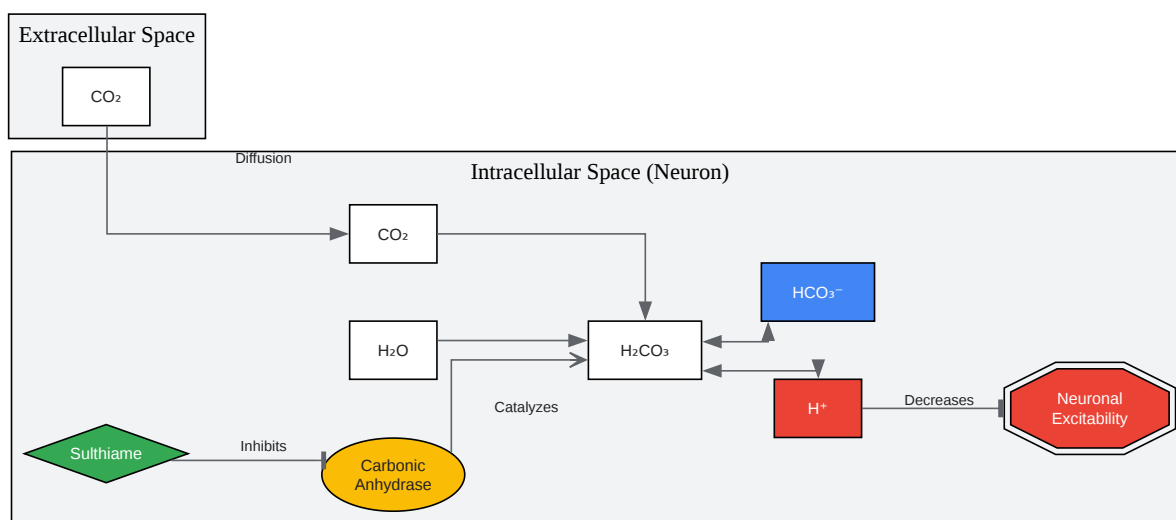 Extracellular Space
CO₂
Diffusion
Intracellular Space (Neuron)
CO₂
HCO₃⁻
H₂O
H₂CO₃
Catalyzes
H⁺
Decreases
Neuronal
Excitability
Sulthiame
Inhibits
Carbonic
Anhydrase